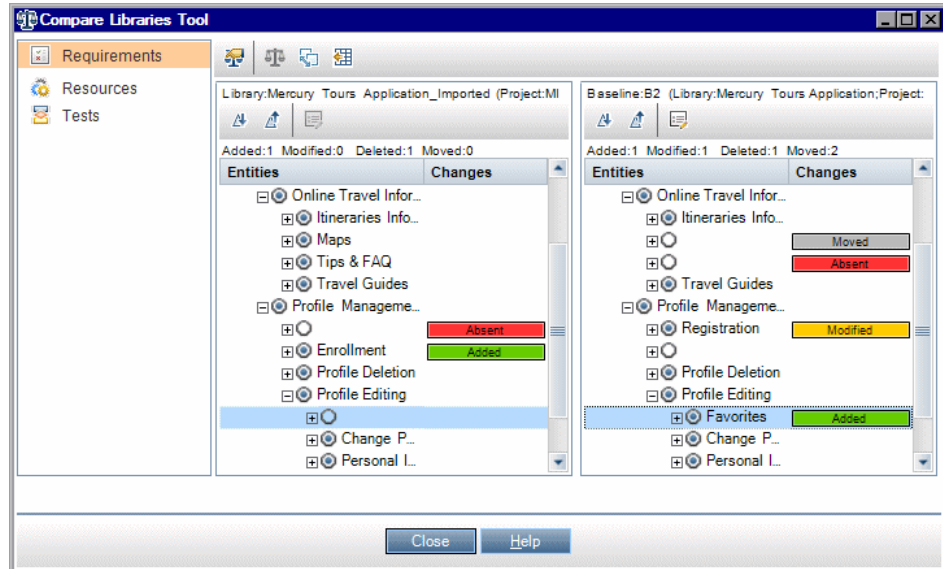 Compare Libraries Tool
Requirements
Resources
Tests
Library:Mercury Tours Application_Imported (Project:MI
Added:1 Modified:0 Deleted:1 Moved:0
Entities Changes
Online Travel Infor...
Itineraries Info...
Maps
Tips & FAQ
Travel Guides
Profile Manageme...
Absent
Enrollment Added
Profile Deletion
Profile Editing
Change P...
Personal I...
Baseline:B2 (Library:Mercury Tours Application;Project:
Added:1 Modified:1 Deleted:1 Moved:2
Entities Changes
Online Travel Infor...
Itineraries Info...
Moved
Absent
Travel Guides
Profile Manageme...
Registration Modified
Profile Deletion
Profile Editing
Favorites Added
Change P...
Personal I...
Close Help